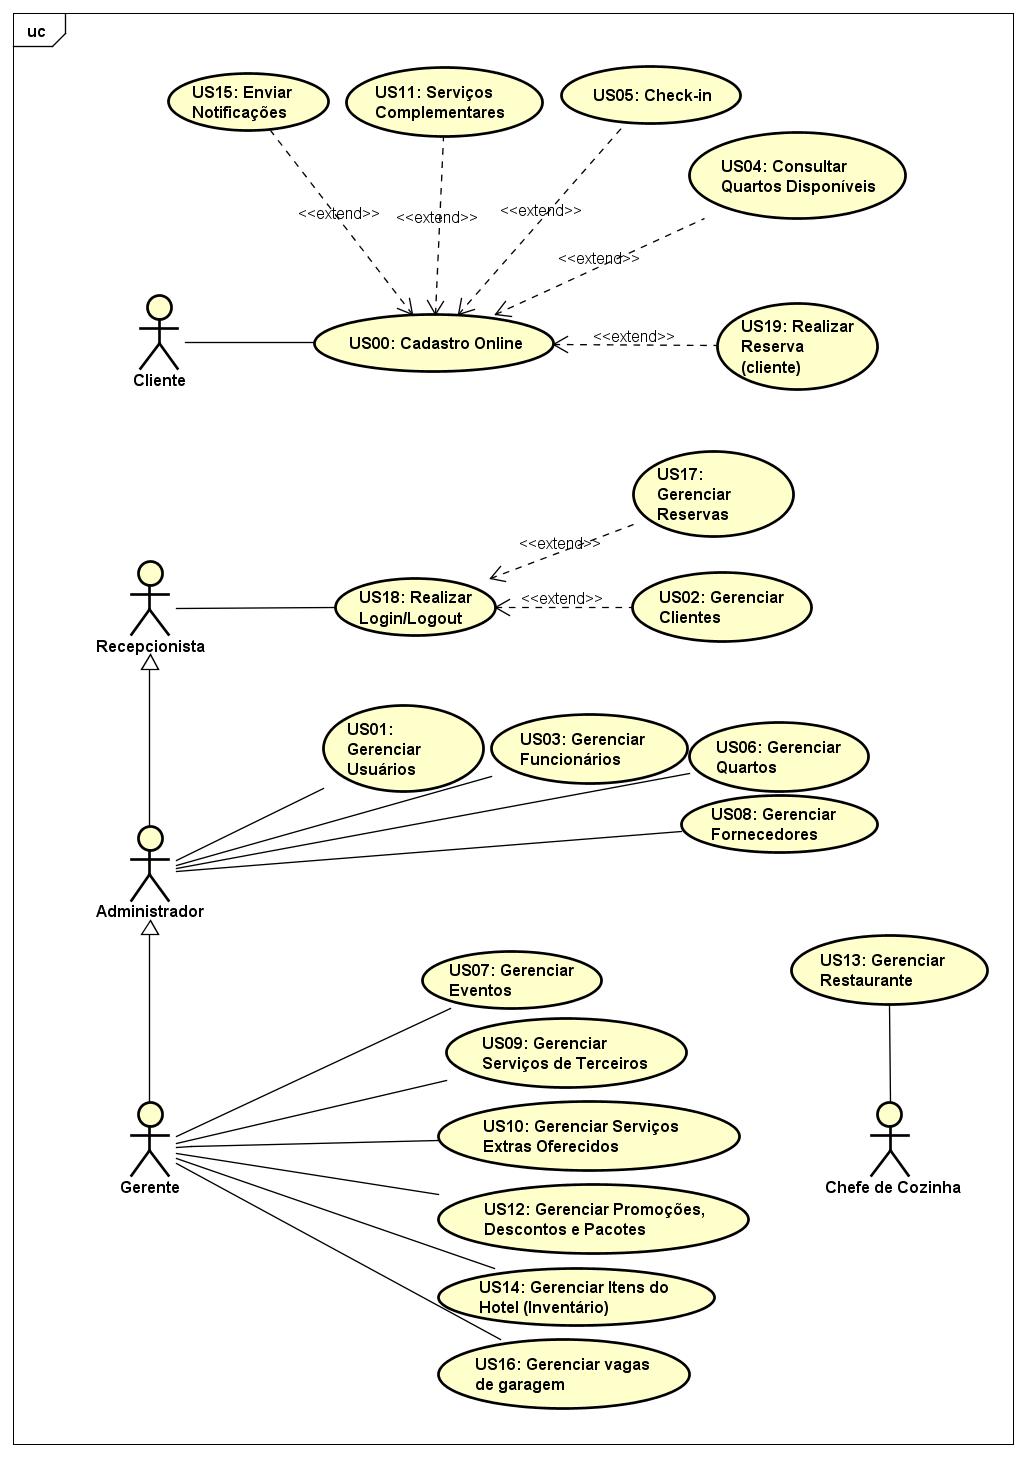 uc
US15: Enviar
Notificações
US11: Serviços
Complementares
US05: Check-in
US04: Consultar
Quartos Disponíveis
<<extend>>
<<extend>>
<<extend>>
<<extend>>
US00: Cadastro Online
<<extend>>
US19: Realizar
Reserva
(cliente)
Cliente
US17:
Gerenciar
Reservas
<<extend>>
US18: Realizar
Login/Logout
<<extend>>
US02: Gerenciar
Clientes
Recepcionista
US01:
Gerenciar
Usuários
US03: Gerenciar
Funcionários
US06: Gerenciar
Quartos
US08: Gerenciar
Fornecedores
Administrador
US07: Gerenciar
Eventos
US13: Gerenciar
Restaurante
US09: Gerenciar
Serviços de Terceiros
US10: Gerenciar Serviços
Extras Oferecidos
Gerente
Chefe de Cozinha
US12: Gerenciar Promoções,
Descontos e Pacotes
US14: Gerenciar Itens do
Hotel (Inventário)
US16: Gerenciar vagas
de garagem